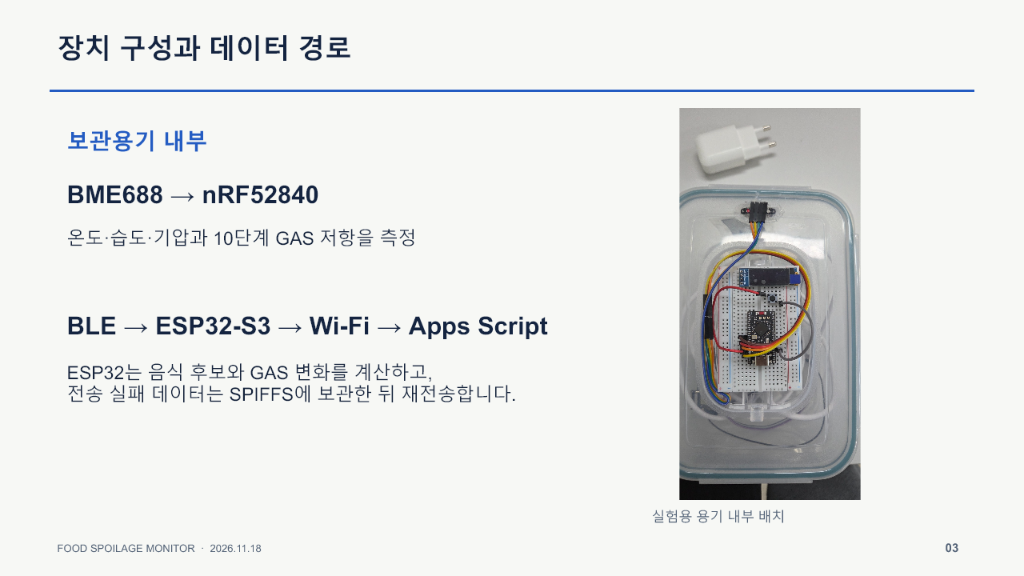 장치 구성과 데이터 경로
보관용기 내부
BME688 → nRF52840
온도·습도·기압과 10단계 GAS 저항을 측정
BLE → ESP32-S3 → Wi-Fi → Apps Script
ESP32는 음식 후보와 GAS 변화를 계산하고,
전송 실패 데이터는 SPIFFS에 보관한 뒤 재전송합니다.
실험용 용기 내부 배치
FOOD SPOILAGE MONITOR · 2026.11.18
03